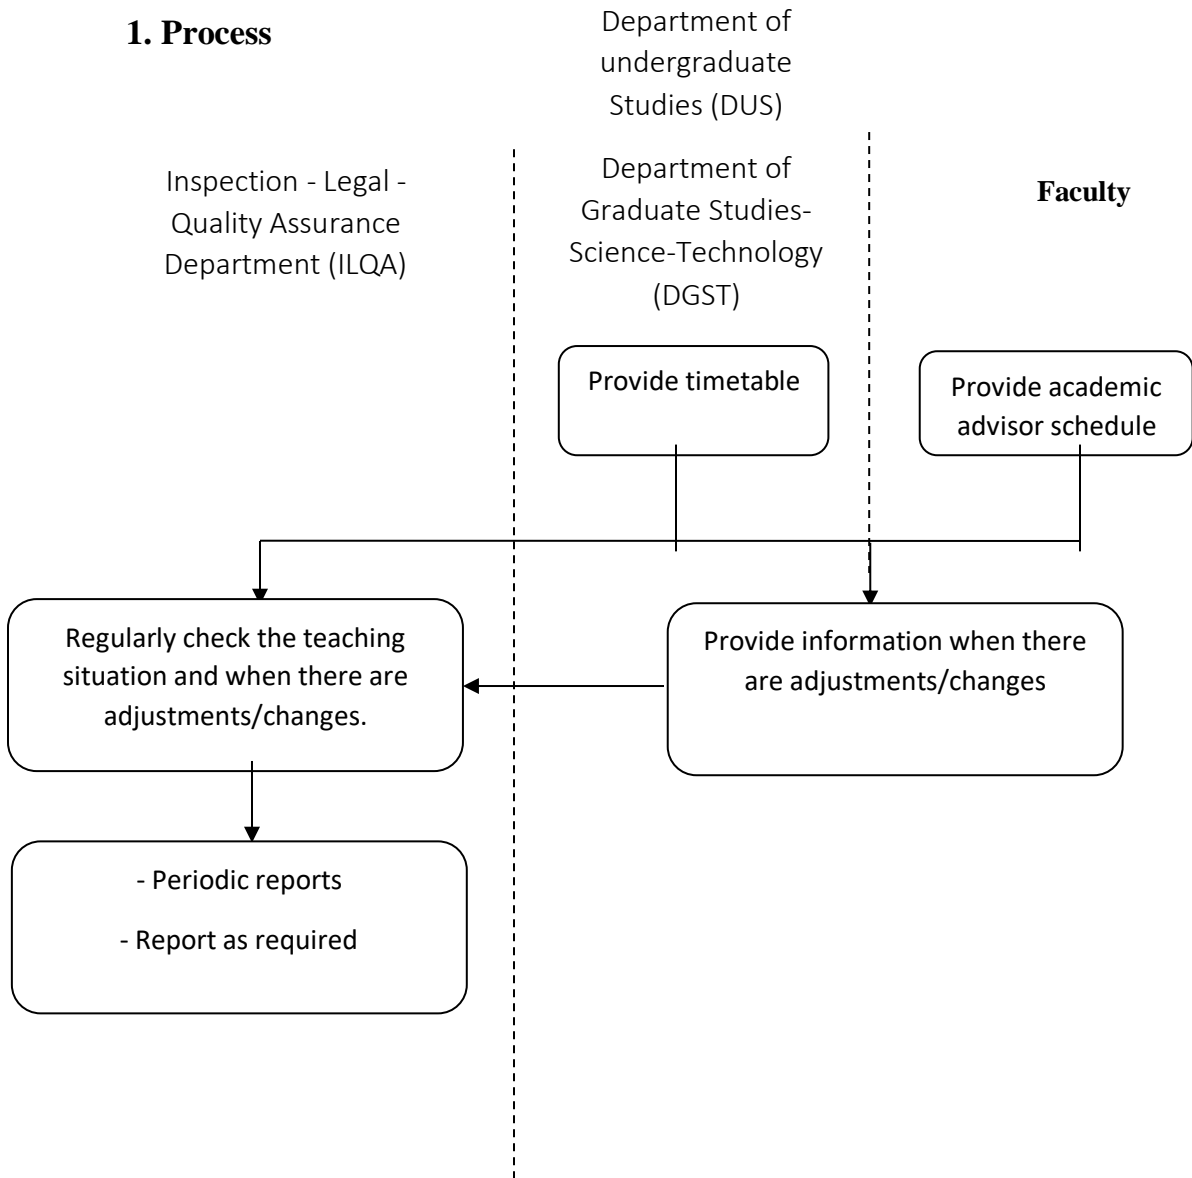 1. Process
Department of
undergraduate
Studies (DUS)
Inspection - Legal -
Quality Assurance
Department (ILQA)
Department of
Graduate Studies-
Science-Technology
(DGST)
Faculty
Provide timetable
Provide academic
advisor schedule
Regularly check the teaching
situation and when there are
adjustments/changes.
Provide information when there
are adjustments/changes
- Periodic reports
- Report as required